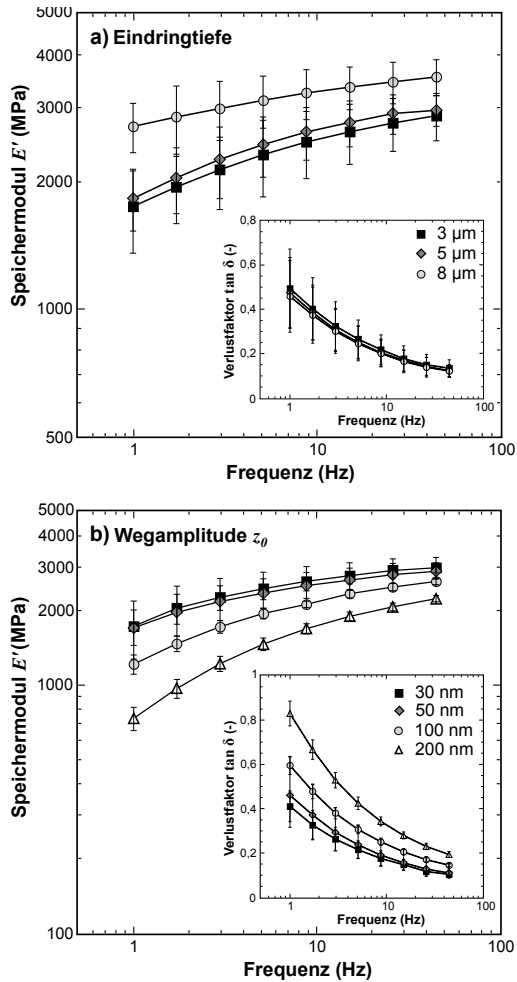 a) Eindringtiefe
Speichermodul E' (MPa)
5000
3000
2000
1000
500
1
10
100
Frequenz (Hz)
Verlustfaktor tan δ (-)
0,8
0,6
0,4
0,2
0
1
10
100
Frequenz (Hz)
3 µm
5 µm
8 µm
b) Wegamplitude z₀
Speichermodul E' (MPa)
5000
3000
2000
1000
100
1
10
100
Frequenz (Hz)
Verlustfaktor tan δ (-)
1
0,8
0,6
0,4
0,2
0
1
10
100
Frequenz (Hz)
30 nm
50 nm
100 nm
200 nm